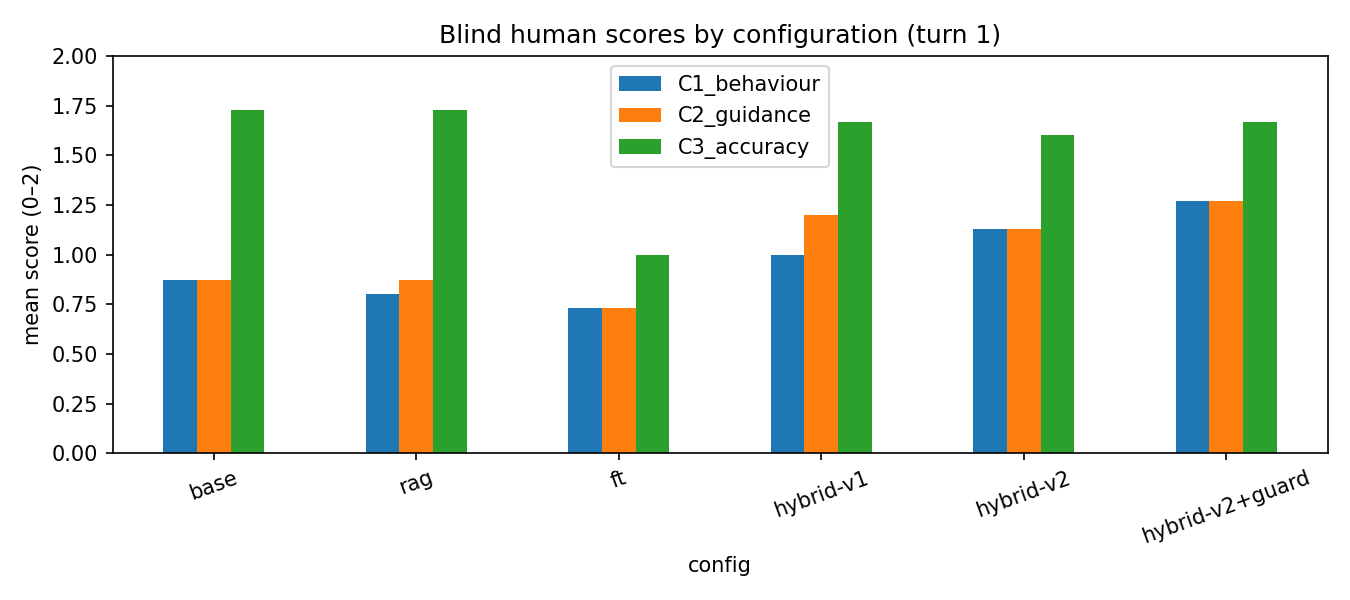 Blind human scores by configuration (turn 1)
C1_behaviour
C2_guidance
C3_accuracy
mean score (0–2)
2.00
1.75
1.50
1.25
1.00
0.75
0.50
0.25
0.00
base
rag
ft
hybrid-v1
hybrid-v2
hybrid-v2+guard
config